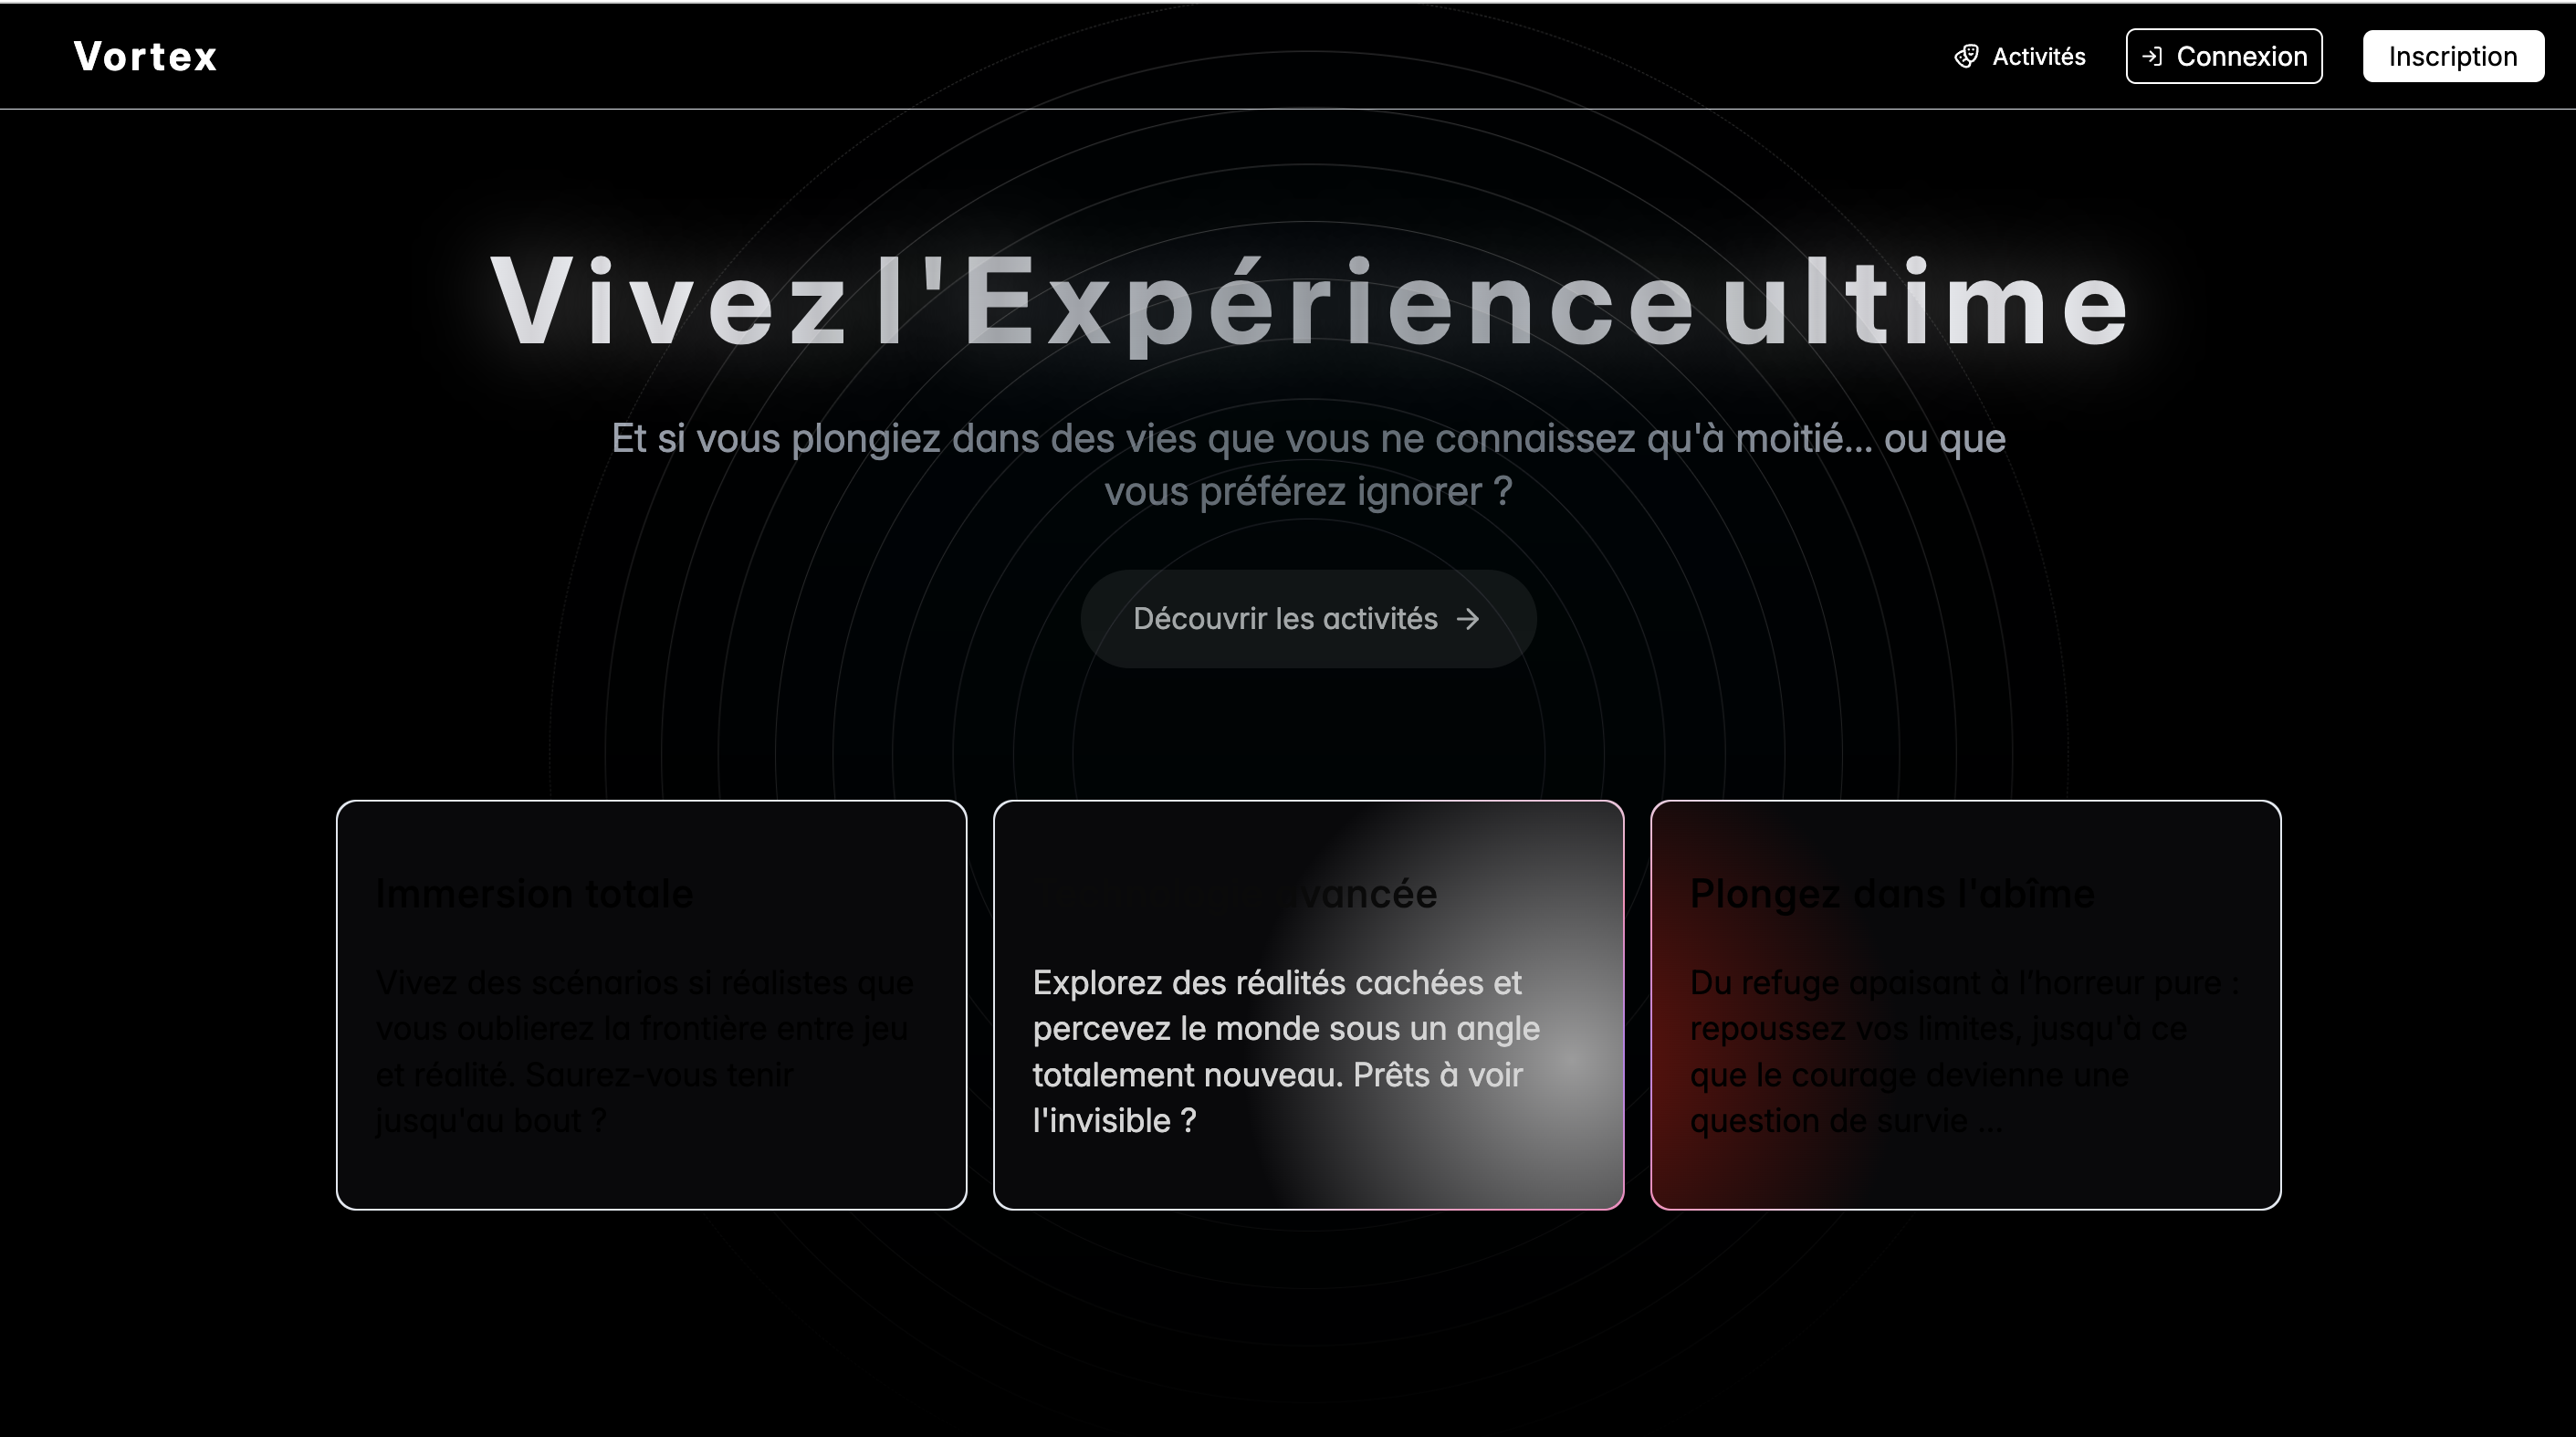 Vortex
Activités
Connexion
Inscription
Vivez l'Expérience ultime
Et si vous plongiez dans des vies que vous ne connaissez qu'à moitié... ou que
vous préférez ignorer ?
Découvrir les activités
Immersion totale
Vivez des scénarios si réalistes que
vous oublierez la frontière entre jeu
et réalité. Saurez-vous tenir
jusqu'au bout ?
avancée
Explorez des réalités cachées et
percevez le monde sous un angle
totalement nouveau. Prêts à voir
l'invisible ?
Plongez dans l'abîme
Du refuge apaisant à l’horreur pure :
repoussez vos limites, jusqu'à ce
que le courage devienne une
question de survie ...